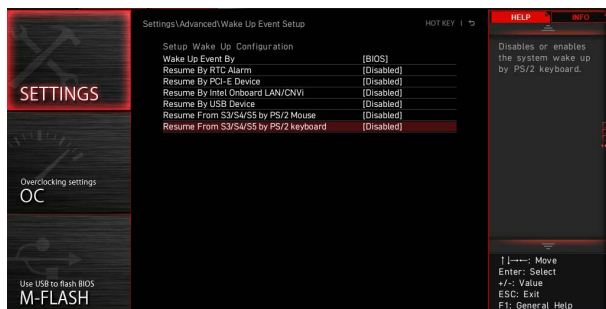 Settings\Advanced\Wake Up Event Setup
HOT KEY |
HELP
INFO
Setup Wake Up Configuration
Wake Up Event By [BIOS]
Resume By RTC Alarm [Disabled]
Resume By PCI-E Device [Disabled]
Resume By Intel Onboard LAN/CNVi [Disabled]
Resume By USB Device [Disabled]
Resume From S3/S4/S5 by PS/2 Mouse [Disabled]
Resume From S3/S4/S5 by PS/2 keyboard [Disabled]
SETTINGS
Overclocking settings
OC
Use USB to flash BIOS
M-FLASH
Disables or enables
the system wake up
by PS/2 keyboard.
↑↓→←: Move
Enter: Select
+/-: Value
ESC: Exit
F1: General Help